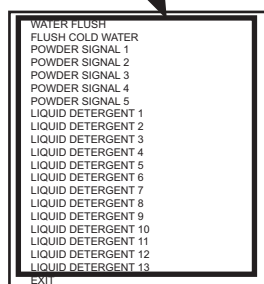 WATER FLUSH
FLUSH COLD WATER
POWDER SIGNAL 1
POWDER SIGNAL 2
POWDER SIGNAL 3
POWDER SIGNAL 4
POWDER SIGNAL 5
LIQUID DETERGENT 1
LIQUID DETERGENT 2
LIQUID DETERGENT 3
LIQUID DETERGENT 4
LIQUID DETERGENT 5
LIQUID DETERGENT 6
LIQUID DETERGENT 7
LIQUID DETERGENT 8
LIQUID DETERGENT 9
LIQUID DETERGENT 10
LIQUID DETERGENT 11
LIQUID DETERGENT 12
LIQUID DETERGENT 13
EXIT